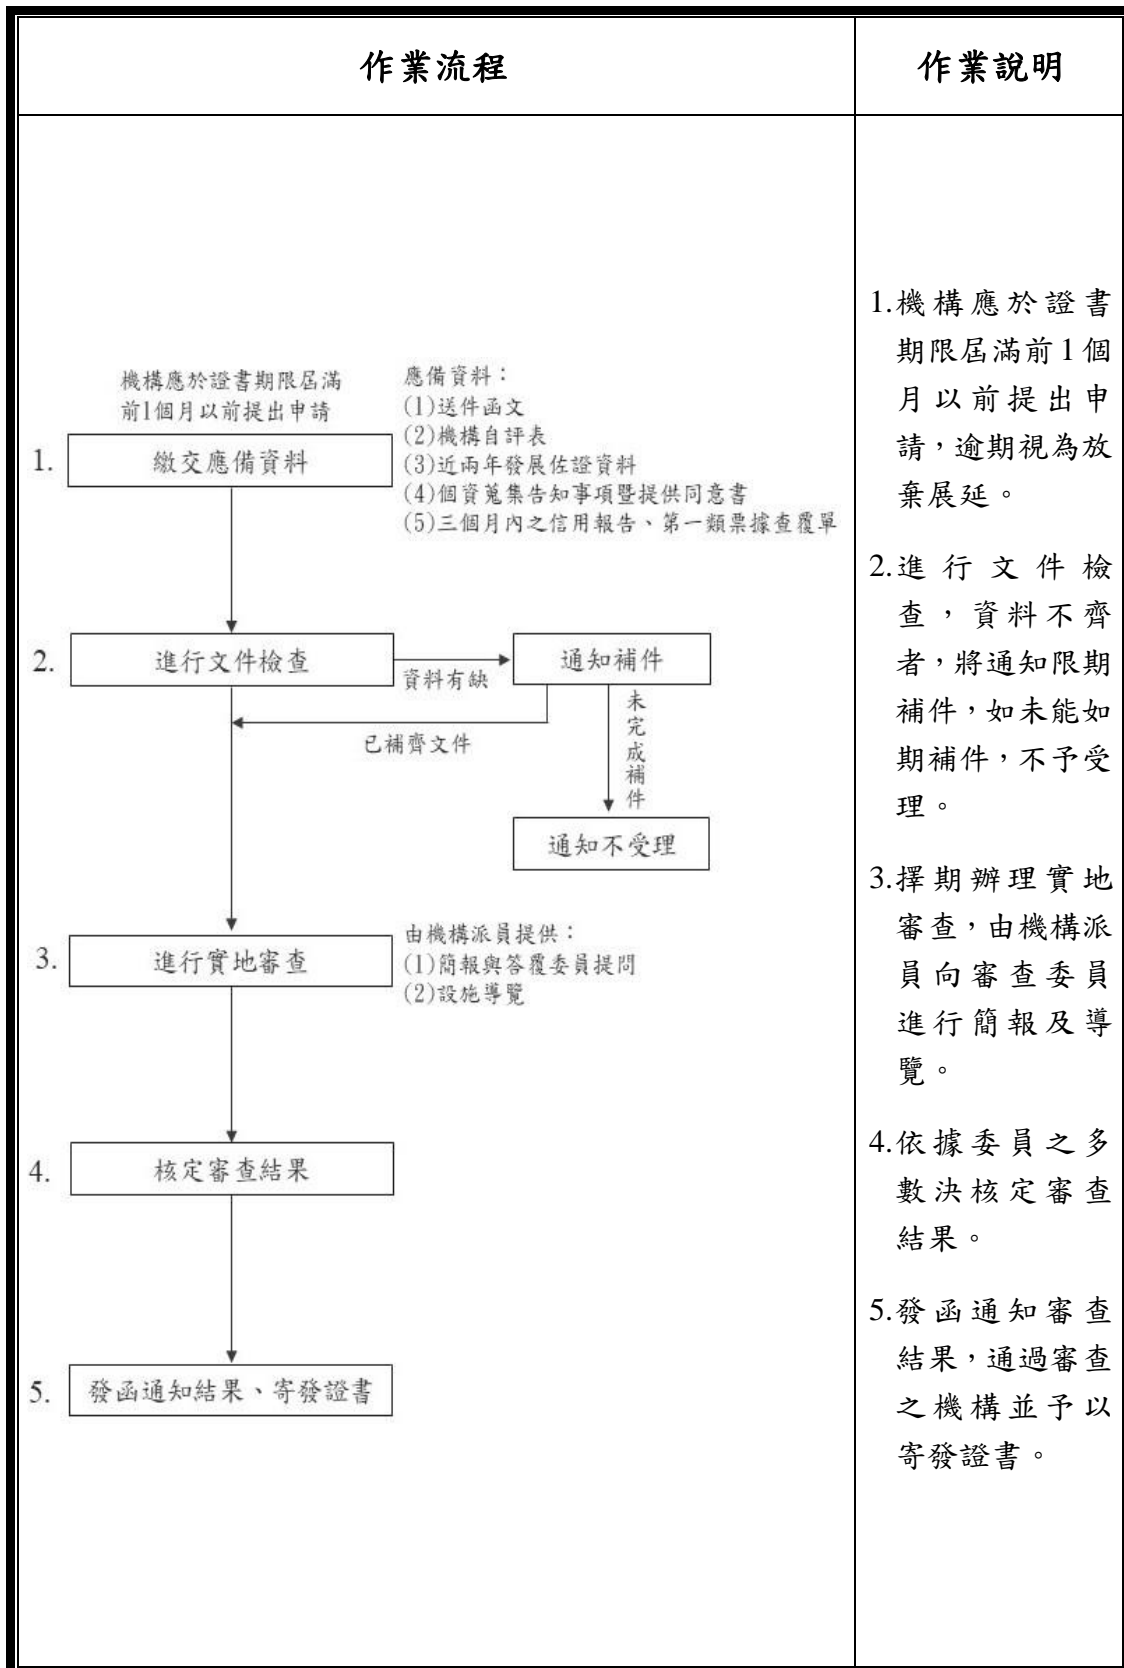 作業流程
作業說明
機構應於證書期限屆滿
前1個月以前提出申請
應備資料：
(1)送件函文
(2)機構自評表
(3)近兩年發展佐證資料
(4)個資蒐集告知事項暨提供同意書
(5)三個月內之信用報告、第一類票據查覆單
1.
繳交應備資料
2.
進行文件檢查
資料有缺
通知補件
已補齊文件
未完成補件
通知不受理
3.
進行實地審查
由機構派員提供：
(1)簡報與答覆委員提問
(2)設施導覽
4.
核定審查結果
5.
發函通知結果、寄發證書
1.機構應於證書
期限屆滿前1個
月以前提出申
請，逾期視為放
棄展延。
2.進行文件檢
查，資料不齊
者，將通知限期
補件，如未能如
期補件，不予受
理。
3.擇期辦理實地
審查，由機構派
員向審查委員
進行簡報及導
覽。
4.依據委員之多
數決核定審查
結果。
5.發函通知審查
結果，通過審查
之機構並予以
寄發證書。